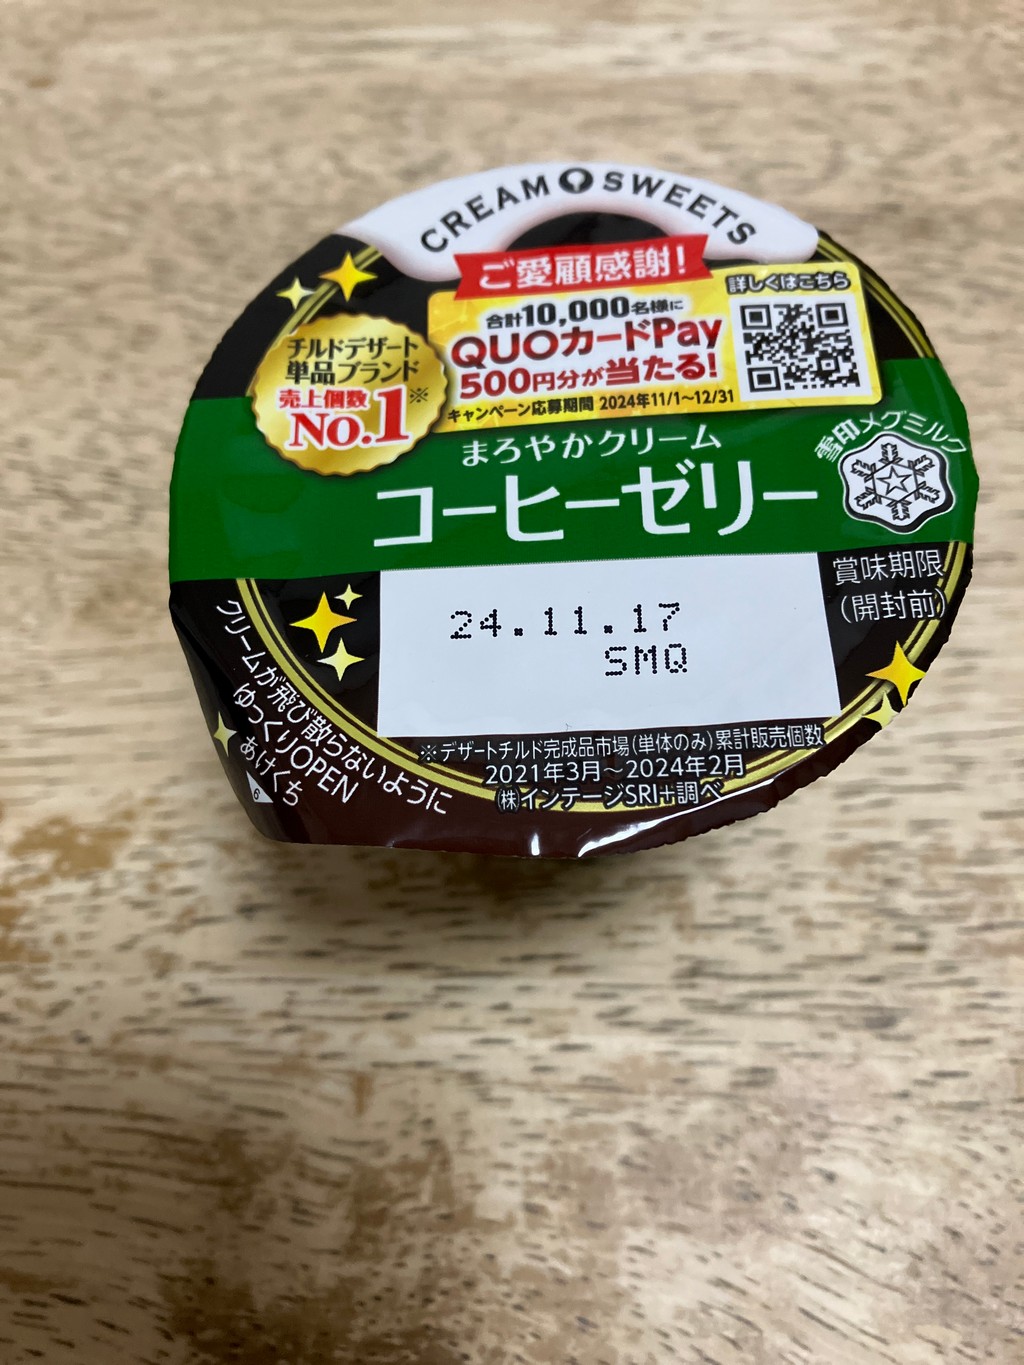 CREAM SWEETS
ご愛顧感謝!
詳しくはこちら
合計10,000名様に
QUOカードPay
500円分が当たる!
キャンペーン応募期間 2024年11/1~12/31
チルドデザート
単品ブランド
売上個数※
No.1
まろやかクリーム
コーヒーゼリー
雪印メグミルク
賞味期限
(開封前)
24.11.17
SMQ
クリームが飛び散らないように
ゆっくりOPEN
あけくち
6
※デザートチルド完成品市場(単体のみ)累計販売個数
2021年3月~2024年2月
㈱インテージSRI+調べ